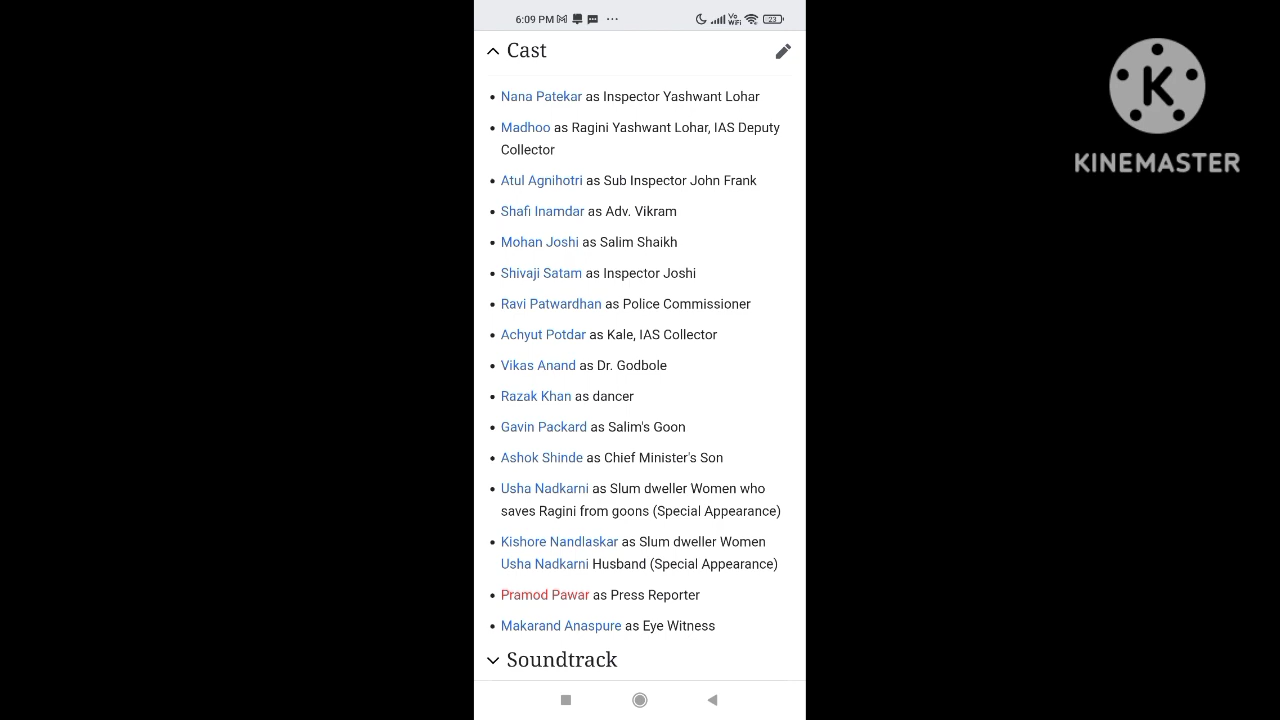 6:09 PM
Vo
WiFi
23
Cast
Nana Patekar as Inspector Yashwant Lohar
Madhoo as Ragini Yashwant Lohar, IAS Deputy
Collector
Atul Agnihotri as Sub Inspector John Frank
Shafi Inamdar as Adv. Vikram
Mohan Joshi as Salim Shaikh
Shivaji Satam as Inspector Joshi
Ravi Patwardhan as Police Commissioner
Achyut Potdar as Kale, IAS Collector
Vikas Anand as Dr. Godbole
Razak Khan as dancer
Gavin Packard as Salim's Goon
Ashok Shinde as Chief Minister's Son
Usha Nadkarni as Slum dweller Women who
saves Ragini from goons (Special Appearance)
Kishore Nandlaskar as Slum dweller Women
Usha Nadkarni Husband (Special Appearance)
Pramod Pawar as Press Reporter
Makarand Anaspure as Eye Witness
Soundtrack
K
KINEMASTER